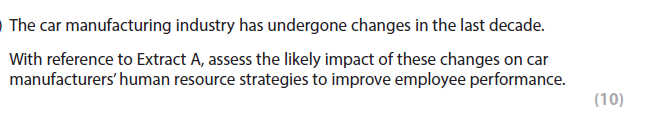 The car manufacturing industry has undergone changes in the last decade.
With reference to Extract A, assess the likely impact of these changes on car
manufacturers' human resource strategies to improve employee performance.
(10)